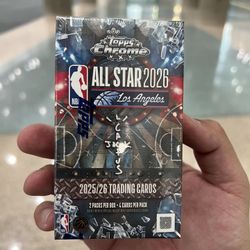 Topps
Chrome
NBA
ALL STAR 2026
Los Angeles
TOPPS
2025/26 TRADING CARDS
2 PACKS PER BOX • 4 CARDS PER PACK